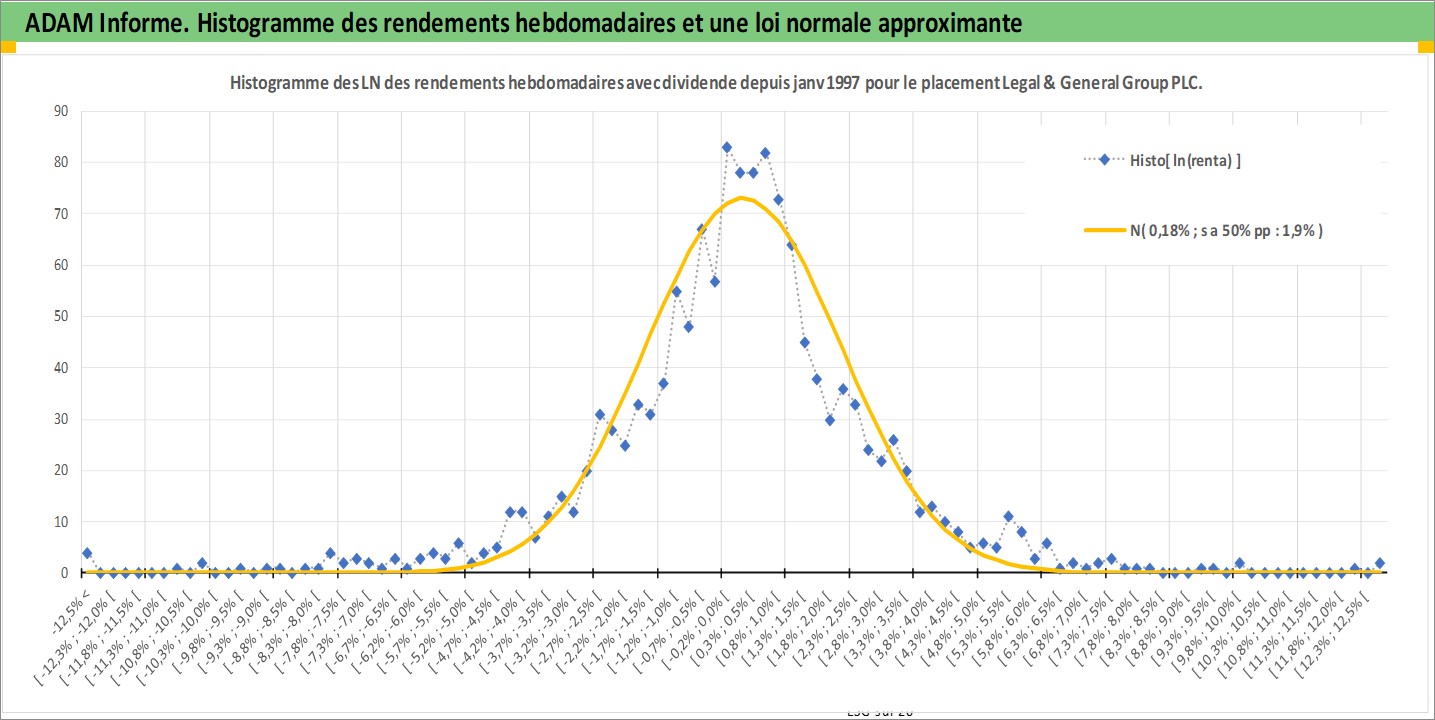 ADAM Informe. Histogramme des rendements hebdomadaires et une loi normale approximante
Histogramme des LN des rendements hebdomadaires avec dividende depuis janv 1997 pour le placement Legal & General Group PLC.
90
80
70
60
50
40
30
20
10
0
Histo[ ln(renta) ]
N( 0,18% ; s a 50% pp : 1,9% )
-12,5% <
[ -12,3% ; -12,0% [
[ -11,8% ; -11,5% [
[ -11,3% ; -11,0% [
[ -10,8% ; -10,5% [
[ -10,3% ; -10,0% [
[ -9,8% ; -9,5% [
[ -9,3% ; -9,0% [
[ -8,8% ; -8,5% [
[ -8,3% ; -8,0% [
[ -7,8% ; -7,5% [
[ -7,3% ; -7,0% [
[ -6,7% ; -6,5% [
[ -6,2% ; -6,0% [
[ -5,7% ; -5,5% [
[ -5,2% ; -5,0% [
[ -4,7% ; -4,5% [
[ -4,2% ; -4,0% [
[ -3,7% ; -3,5% [
[ -3,2% ; -3,0% [
[ -2,7% ; -2,5% [
[ -2,2% ; -2,0% [
[ -1,7% ; -1,5% [
[ -1,2% ; -1,0% [
[ -0,7% ; -0,5% [
[ -0,2% ; 0,0% [
[ 0,3% ; 0,5% [
[ 0,8% ; 1,0% [
[ 1,3% ; 1,5% [
[ 1,8% ; 2,0% [
[ 2,3% ; 2,5% [
[ 2,8% ; 3,0% [
[ 3,3% ; 3,5% [
[ 3,8% ; 4,0% [
[ 4,3% ; 4,5% [
[ 4,8% ; 5,0% [
[ 5,3% ; 5,5% [
[ 5,8% ; 6,0% [
[ 6,3% ; 6,5% [
[ 6,8% ; 7,0% [
[ 7,3% ; 7,5% [
[ 7,8% ; 8,0% [
[ 8,3% ; 8,5% [
[ 8,8% ; 9,0% [
[ 9,3% ; 9,5% [
[ 9,8% ; 10,0% [
[ 10,3% ; 10,5% [
[ 10,8% ; 11,0% [
[ 11,3% ; 11,5% [
[ 11,8% ; 12,0% [
[ 12,3% ; 12,5% [